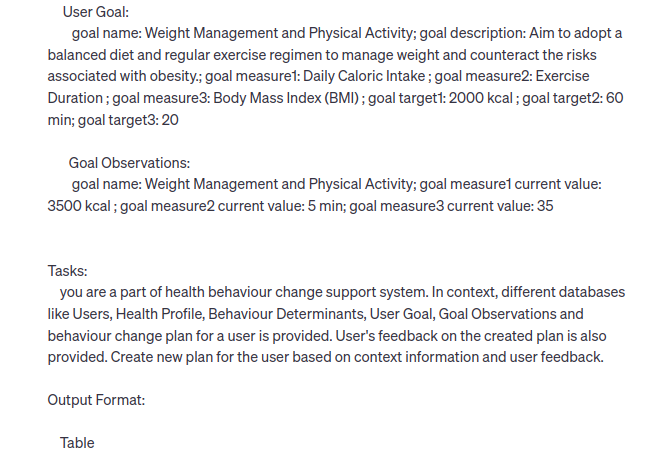 User Goal:
goal name: Weight Management and Physical Activity; goal description: Aim to adopt a
balanced diet and regular exercise regimen to manage weight and counteract the risks
associated with obesity.; goal measure1: Daily Caloric Intake ; goal measure2: Exercise
Duration ; goal measure3: Body Mass Index (BMI) ; goal target1: 2000 kcal ; goal target2: 60
min; goal target3: 20
Goal Observations:
goal name: Weight Management and Physical Activity; goal measure1 current value:
3500 kcal ; goal measure2 current value: 5 min; goal measure3 current value: 35
Tasks:
you are a part of health behaviour change support system. In context, different databases
like Users, Health Profile, Behaviour Determinants, User Goal, Goal Observations and
behaviour change plan for a user is provided. User's feedback on the created plan is also
provided. Create new plan for the user based on context information and user feedback.
Output Format:
Table